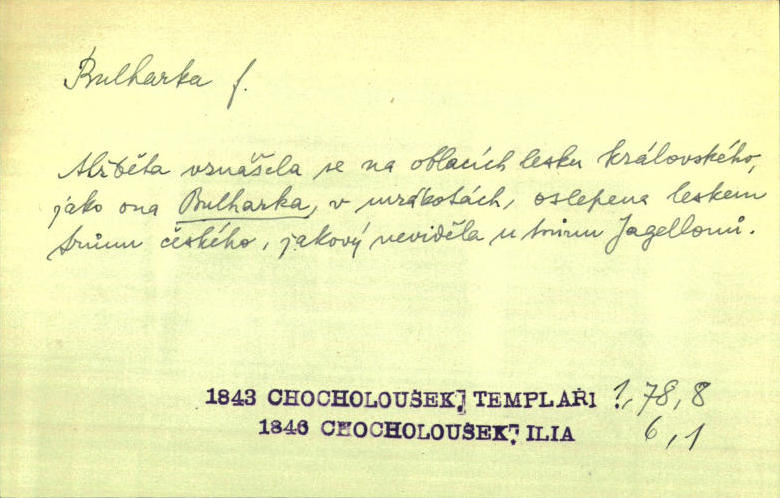 Bulharka f.
Alžběta vznášela se na oblacích lesku královského,
jako ona Bulharka, v mrákotách, oslepena leskem
trůnu českého, jakový neviděla u trůnu Jagellonů.
1843 CHOCHOLOUŠEK, TEMPLÁŘI 1,78,8
1846 CHOCHOLOUŠEK, ILIA 6,1